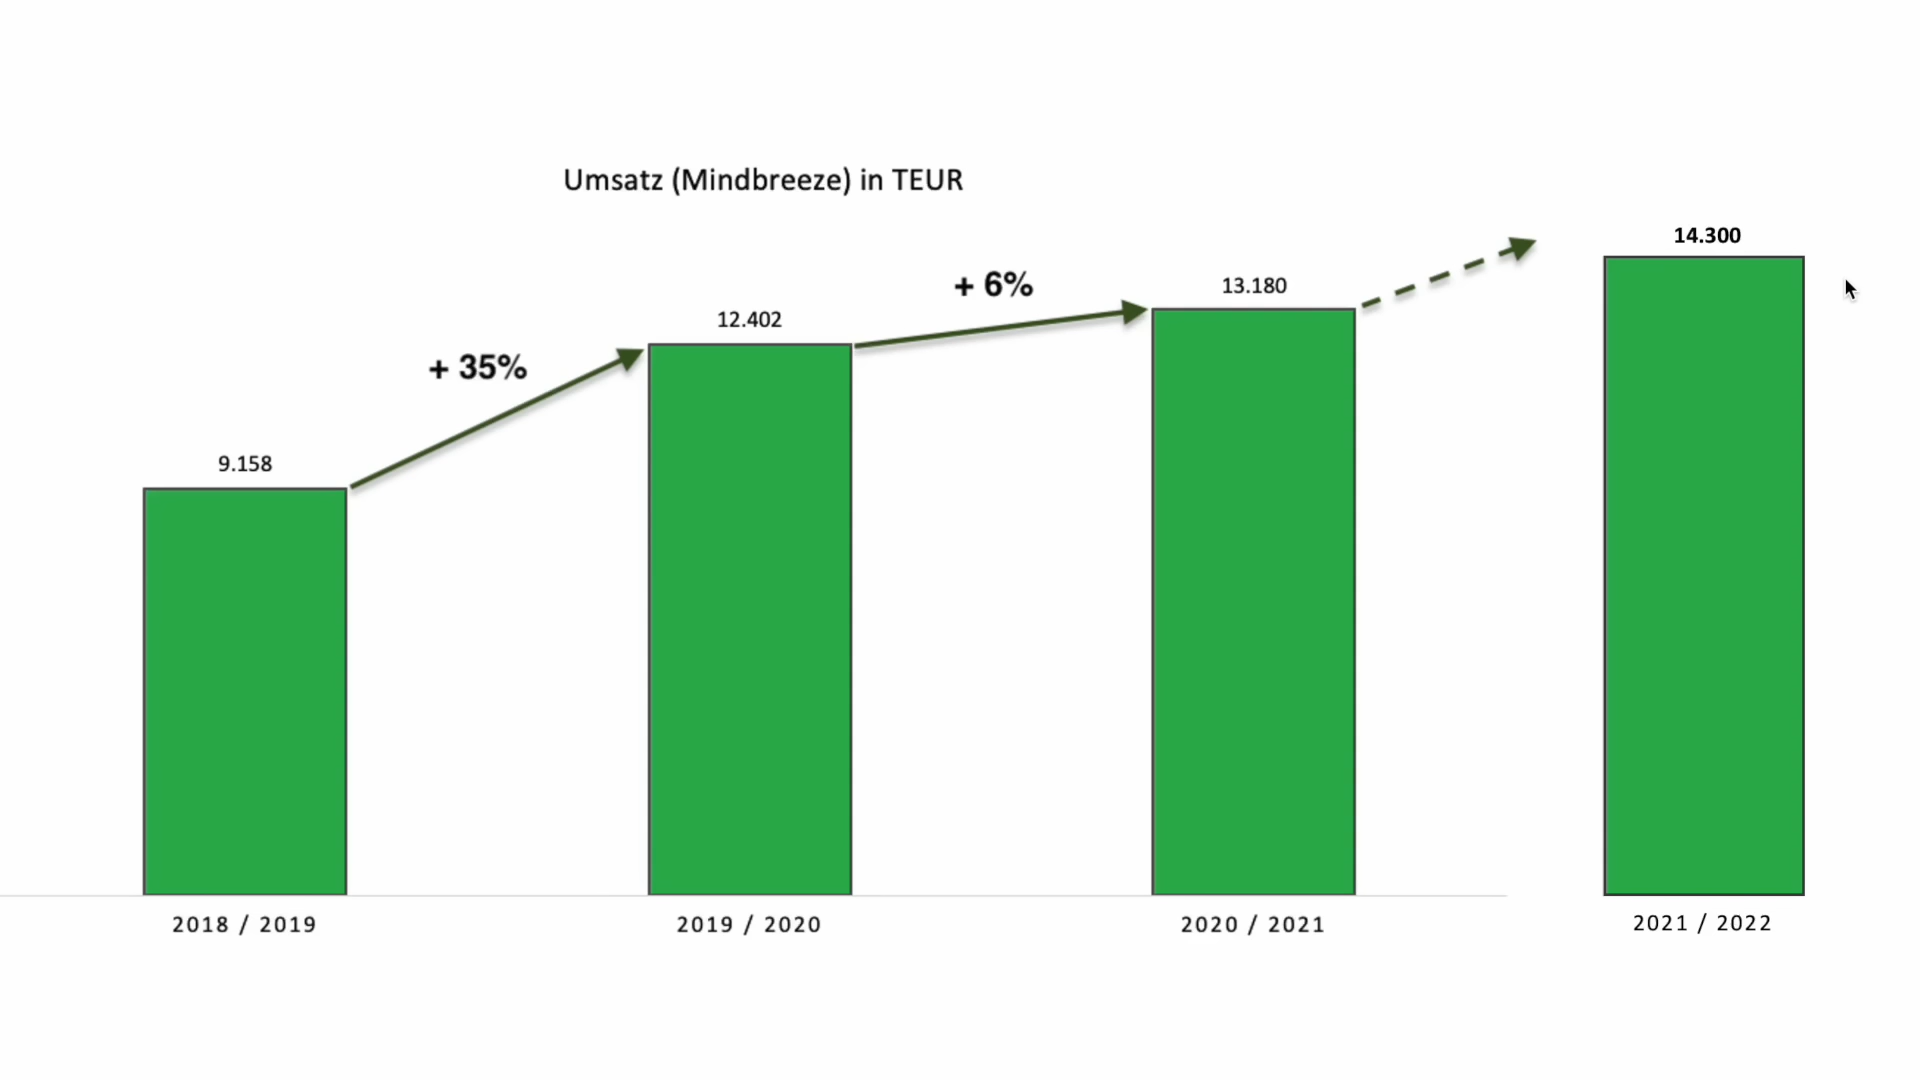 Umsatz (Mindbreeze) in TEUR
14.300
+ 6%
13.180
12.402
+ 35%
9.158
2018 / 2019
2019 / 2020
2020 / 2021
2021 / 2022